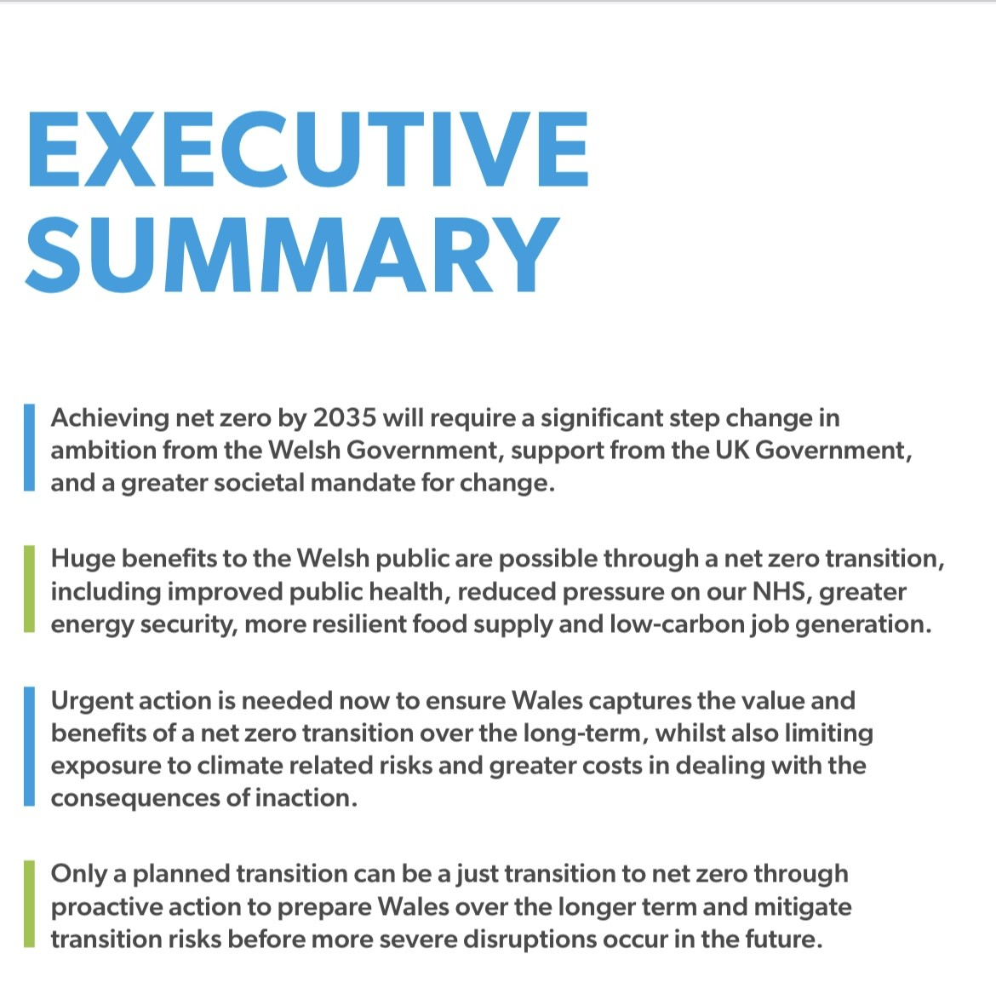 EXECUTIVE
SUMMARY
Achieving net zero by 2035 will require a significant step change in
ambition from the Welsh Government, support from the UK Government,
and a greater societal mandate for change.
Huge benefits to the Welsh public are possible through a net zero transition,
including improved public health, reduced pressure on our NHS, greater
energy security, more resilient food supply and low-carbon job generation.
Urgent action is needed now to ensure Wales captures the value and
benefits of a net zero transition over the long-term, whilst also limiting
exposure to climate related risks and greater costs in dealing with the
consequences of inaction.
Only a planned transition can be a just transition to net zero through
proactive action to prepare Wales over the longer term and mitigate
transition risks before more severe disruptions occur in the future.